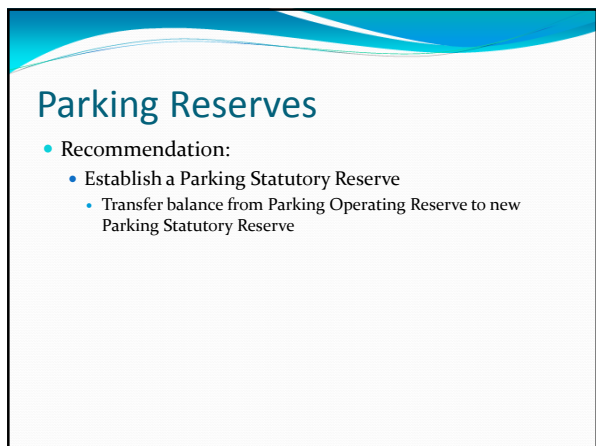 Parking Reserves
• Recommendation:
• Establish a Parking Statutory Reserve
• Transfer balance from Parking Operating Reserve to new
Parking Statutory Reserve